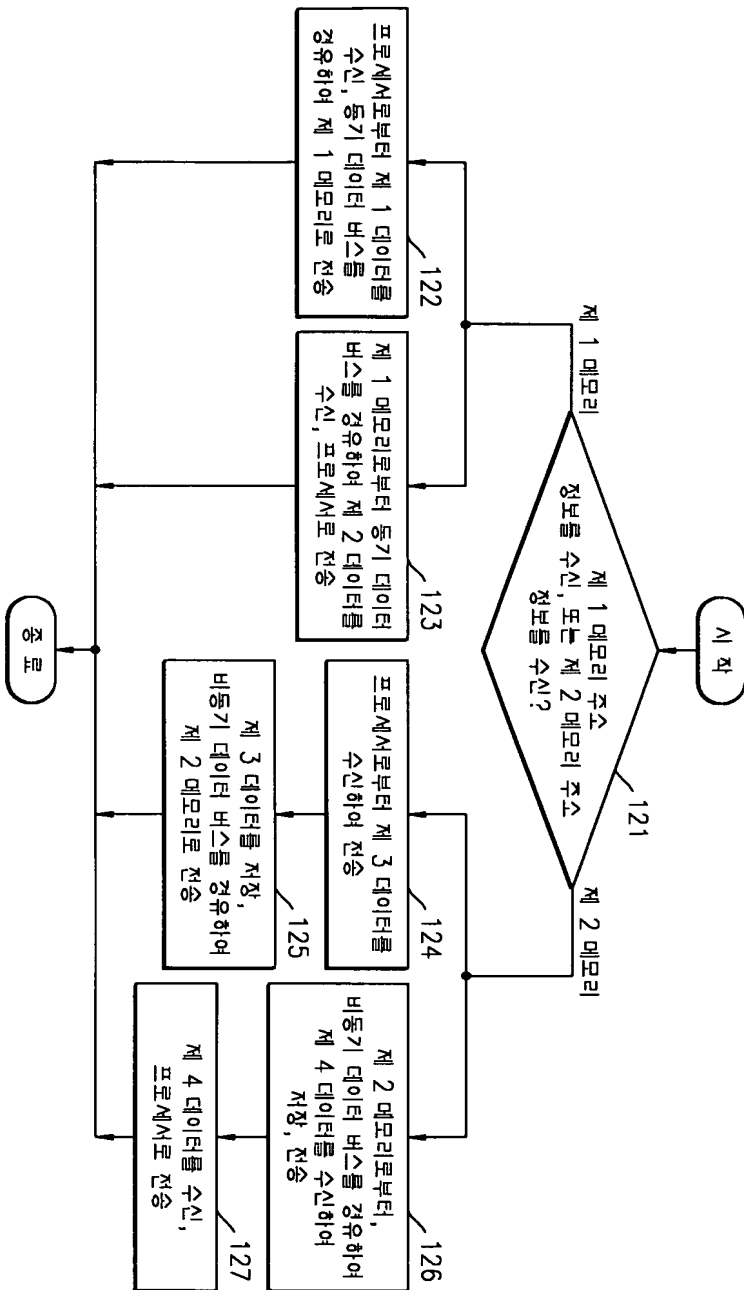 시 작
제 1 메모리 주소
정보를 수신, 또는 제 2 메모리 주소
정보를 수신?
121
제 1 메모리
제 2 메모리
프로세서로부터 제 1 데이터를
수신, 동기 데이터 버스를
경유하여 제 1 메모리로 전송
122
제 1 메모리로부터 동기 데이터
버스를 경유하여 제 2 데이터를
수신, 프로세서로 전송
123
프로세서로부터 제 3 데이터를
수신하여 전송
124
제 3 데이터를 저장,
비동기 데이터 버스를 경유하여
제 2 메모리로 전송
125
제 2 메모리로부터,
비동기 데이터 버스를 경유하여
제 4 데이터를 수신하여
저장, 전송
126
제 4 데이터를 수신,
프로세서로 전송
127
종 료